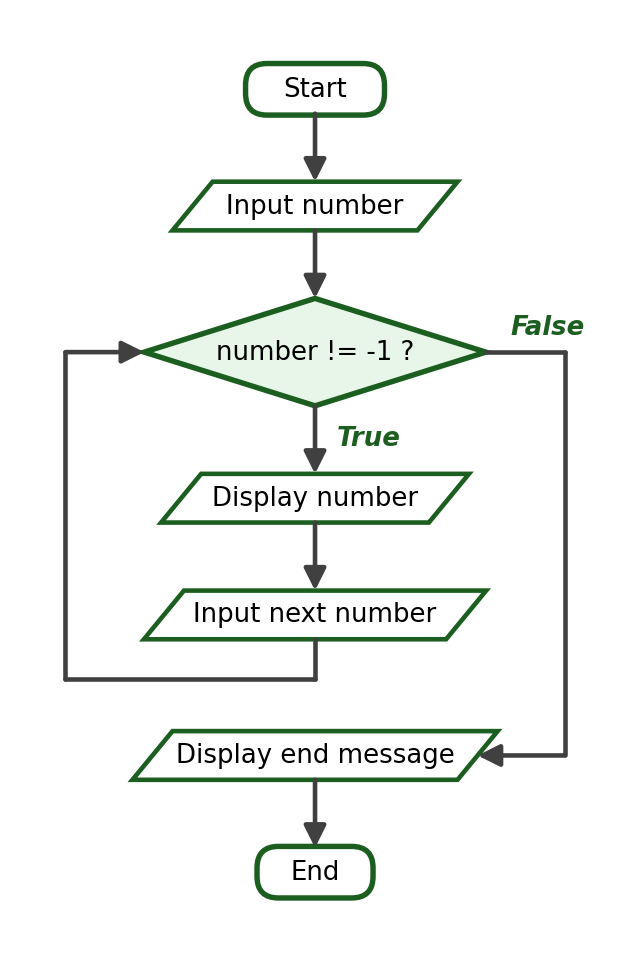 Start
Input number
number != -1 ?
False
True
Display number
Input next number
Display end message
End